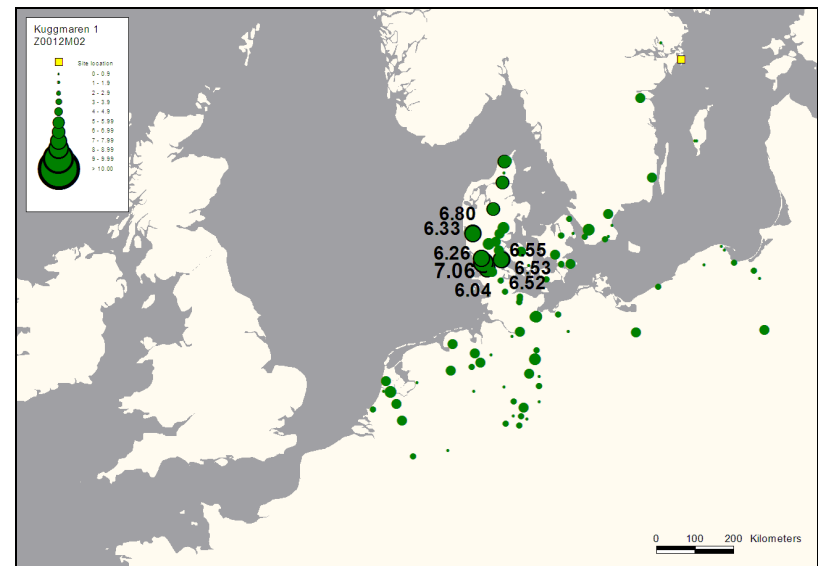 Kuggmaren 1
Z0012M02
Site location
0 - 0.9
1 - 1.9
2 - 2.9
3 - 3.9
4 - 4.9
5 - 5.99
6 - 6.99
7 - 7.99
8 - 8.99
9 - 9.99
> 10.00
6.80
6.33
6.26
7.06
6.04
6.55
6.53
6.52
0 100 200 Kilometers